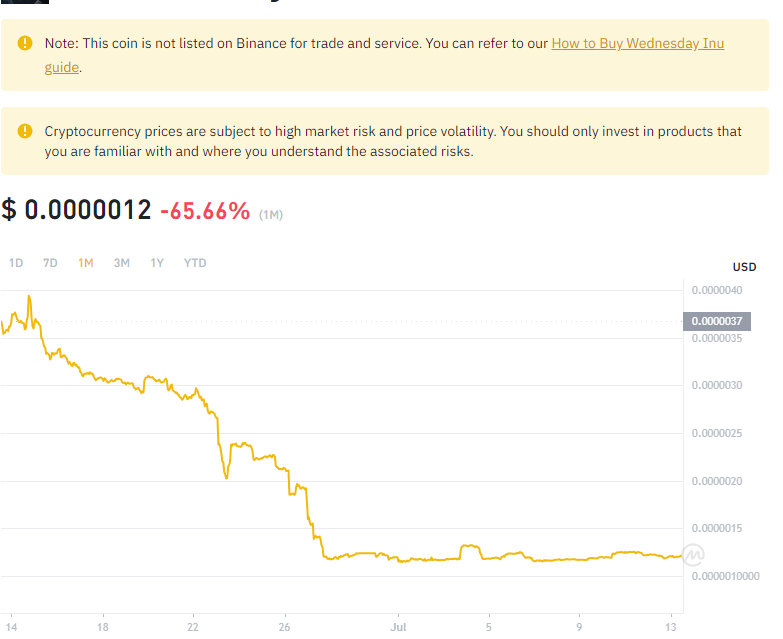 Note: This coin is not listed on Binance for trade and service. You can refer to our How to Buy Wednesday Inu
guide.
Cryptocurrency prices are subject to high market risk and price volatility. You should only invest in products that
you are familiar with and where you understand the associated risks.
$ 0.0000012 -65.66% (1M)
1D 7D 1M 3M 1Y YTD
USD
0.0000040
0.0000037
0.0000035
0.0000030
0.0000025
0.0000020
0.0000015
0.0000010000
14 18 22 26 Jul 5 9 13